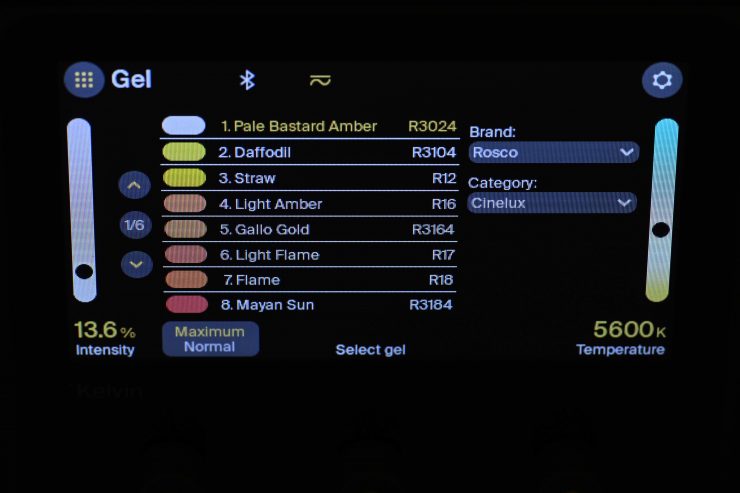 Gel
1. Pale Bastard Amber R3024
2. Daffodil R3104
3. Straw R12
4. Light Amber R16
5. Gallo Gold R3164
6. Light Flame R17
7. Flame R18
8. Mayan Sun R3184
Brand:
Rosco
Category:
Cinelux
1/6
13.6 %
Intensity
Maximum
Normal
Select gel
5600 K
Temperature
Kelvin